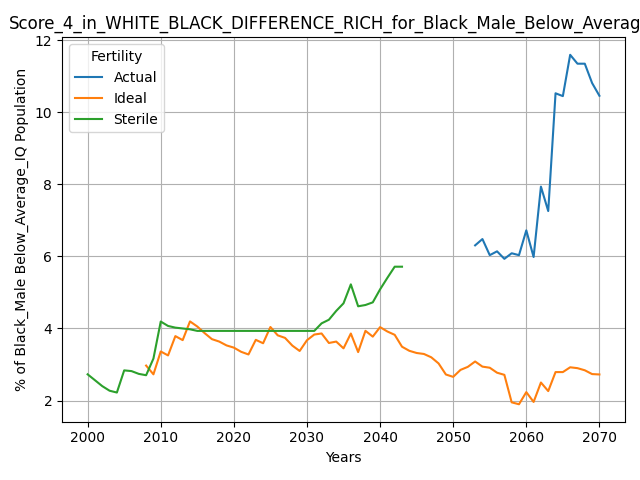 Score_4_in_WHITE_BLACK_DIFFERENCE_RICH_for_Black_Male_Below_Averag
Fertility
Actual
Ideal
Sterile
% of Black_Male Below_Average_IQ Population
12
10
8
6
4
2
2000 2010 2020 2030 2040 2050 2060 2070
Years